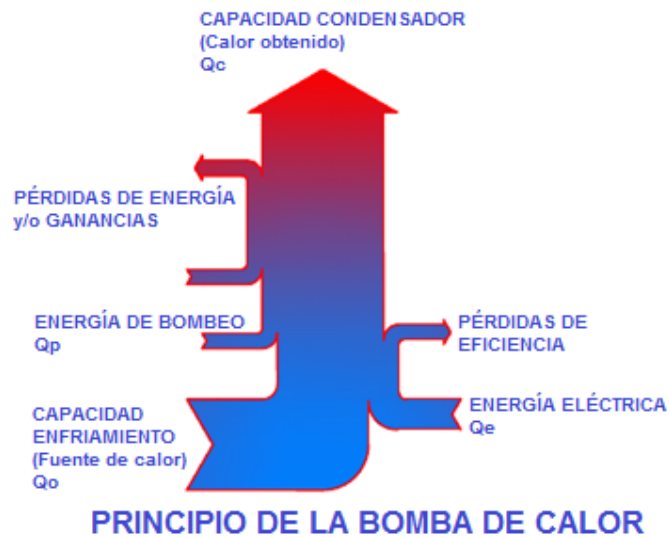 CAPACIDAD CONDENSADOR
(Calor obtenido)
Qc
PÉRDIDAS DE ENERGÍA
y/o GANANCIAS
ENERGÍA DE BOMBEO
Qp
PÉRDIDAS DE
EFICIENCIA
CAPACIDAD
ENFRIAMIENTO
(Fuente de calor)
Qo
ENERGÍA ELÉCTRICA
Qe
PRINCIPIO DE LA BOMBA DE CALOR